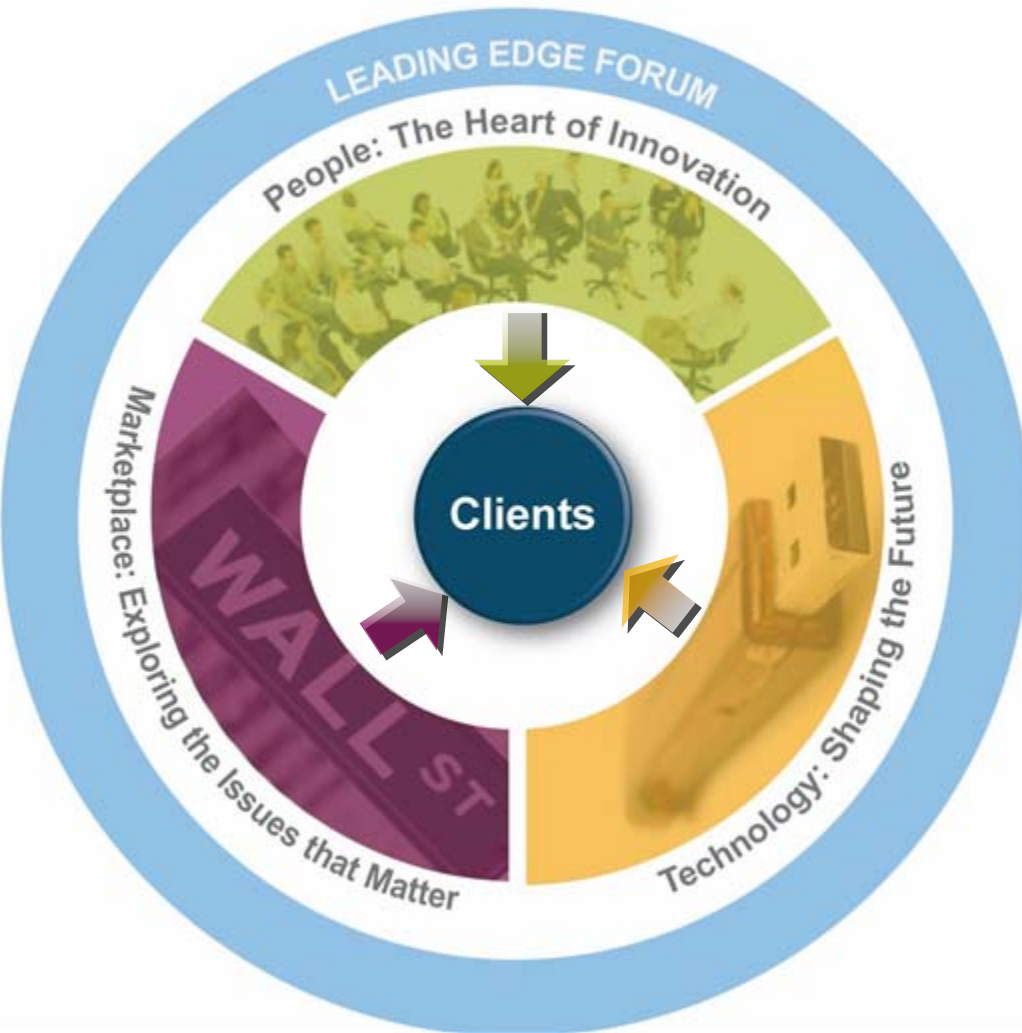 LEADING EDGE FORUM
People: The Heart of Innovation
Clients
Marketplace: Exploring the Issues that Matter
Technology: Shaping the Future
WALL ST